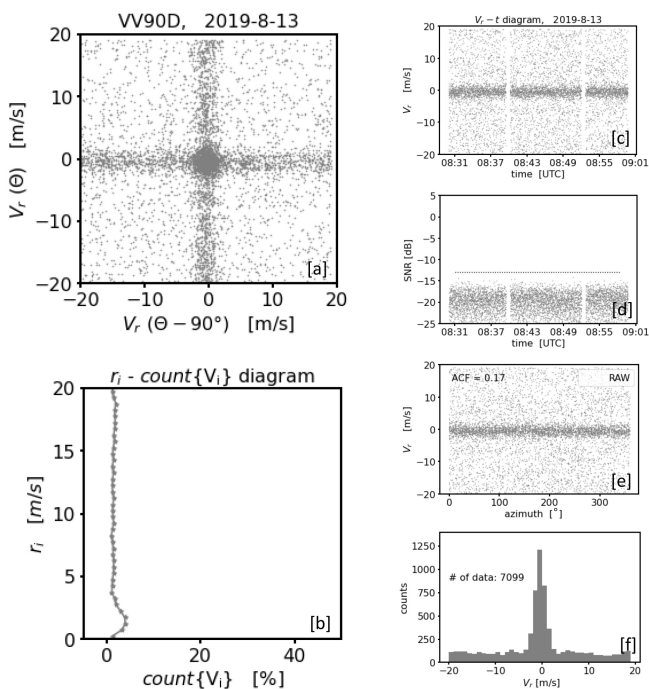 VV90D, 2019-8-13
20
10
0
−10
−20
V_r (Θ) [m/s]
[a]
−20 −10 0 10 20
V_r (Θ − 90°) [m/s]
r_i - count{V_i} diagram
20
15
10
5
0
r_i [m/s]
[b]
0 20 40
count{V_i} [%]
V_r − t diagram, 2019-8-13
20
10
0
−10
−20
V_r [m/s]
[c]
08:31 08:37 08:43 08:49 08:55 09:01
time [UTC]
5
0
−5
−10
−15
−20
−25
SNR [dB]
[d]
08:31 08:37 08:43 08:49 08:55 09:01
time [UTC]
ACF = 0.17 RAW
20
10
0
−10
−20
V_r [m/s]
[e]
0 100 200 300
azimuth [°]
1250
1000
750
500
250
0
counts
# of data: 7099
[f]
−20 −10 0 10 20
V_r [m/s]